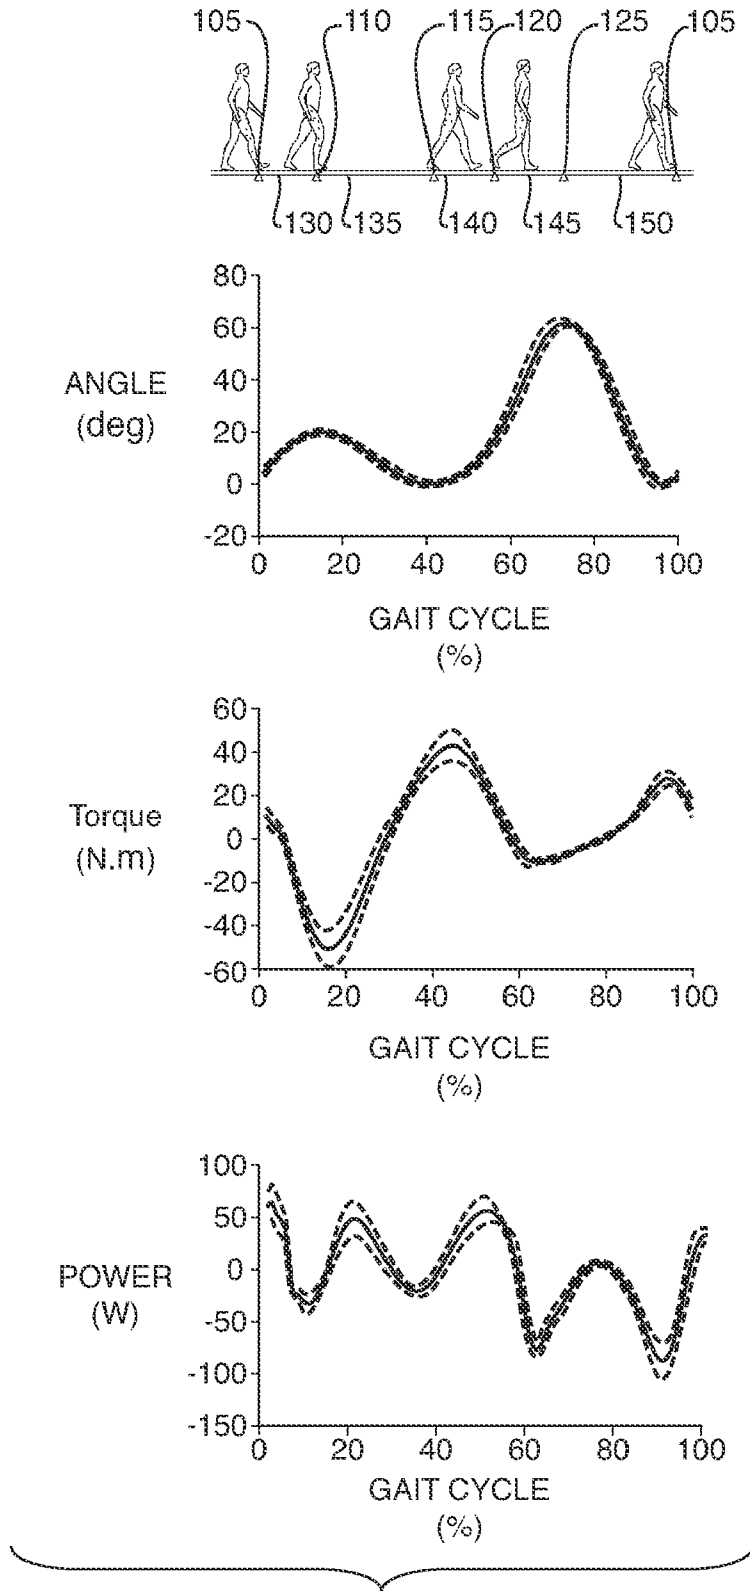 105 110 115 120 125 105
130 135 140 145 150
80
60
40
20
0
-20
ANGLE
(deg)
0 20 40 60 80 100
GAIT CYCLE
(%)
60
40
20
0
-20
-40
-60
Torque
(N.m)
0 20 40 60 80 100
GAIT CYCLE
(%)
100
50
0
-50
-100
-150
POWER
(W)
0 20 40 60 80 100
GAIT CYCLE
(%)